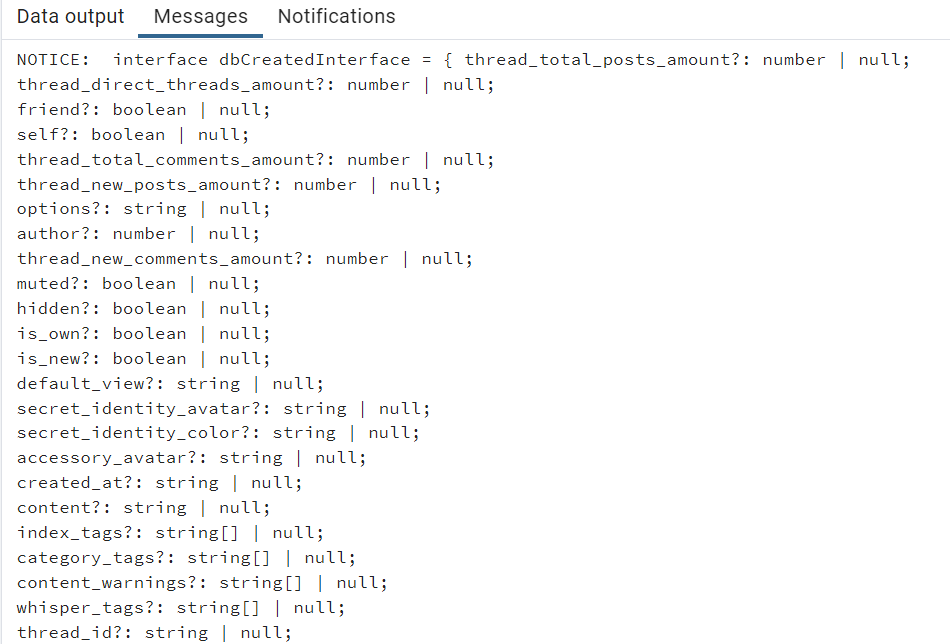 Data output Messages Notifications
NOTICE:  interface dbCreatedInterface = { thread_total_posts_amount?: number | null;
thread_direct_threads_amount?: number | null;
friend?: boolean | null;
self?: boolean | null;
thread_total_comments_amount?: number | null;
thread_new_posts_amount?: number | null;
options?: string | null;
author?: number | null;
thread_new_comments_amount?: number | null;
muted?: boolean | null;
hidden?: boolean | null;
is_own?: boolean | null;
is_new?: boolean | null;
default_view?: string | null;
secret_identity_avatar?: string | null;
secret_identity_color?: string | null;
accessory_avatar?: string | null;
created_at?: string | null;
content?: string | null;
index_tags?: string[] | null;
category_tags?: string[] | null;
content_warnings?: string[] | null;
whisper_tags?: string[] | null;
thread_id?: string | null;